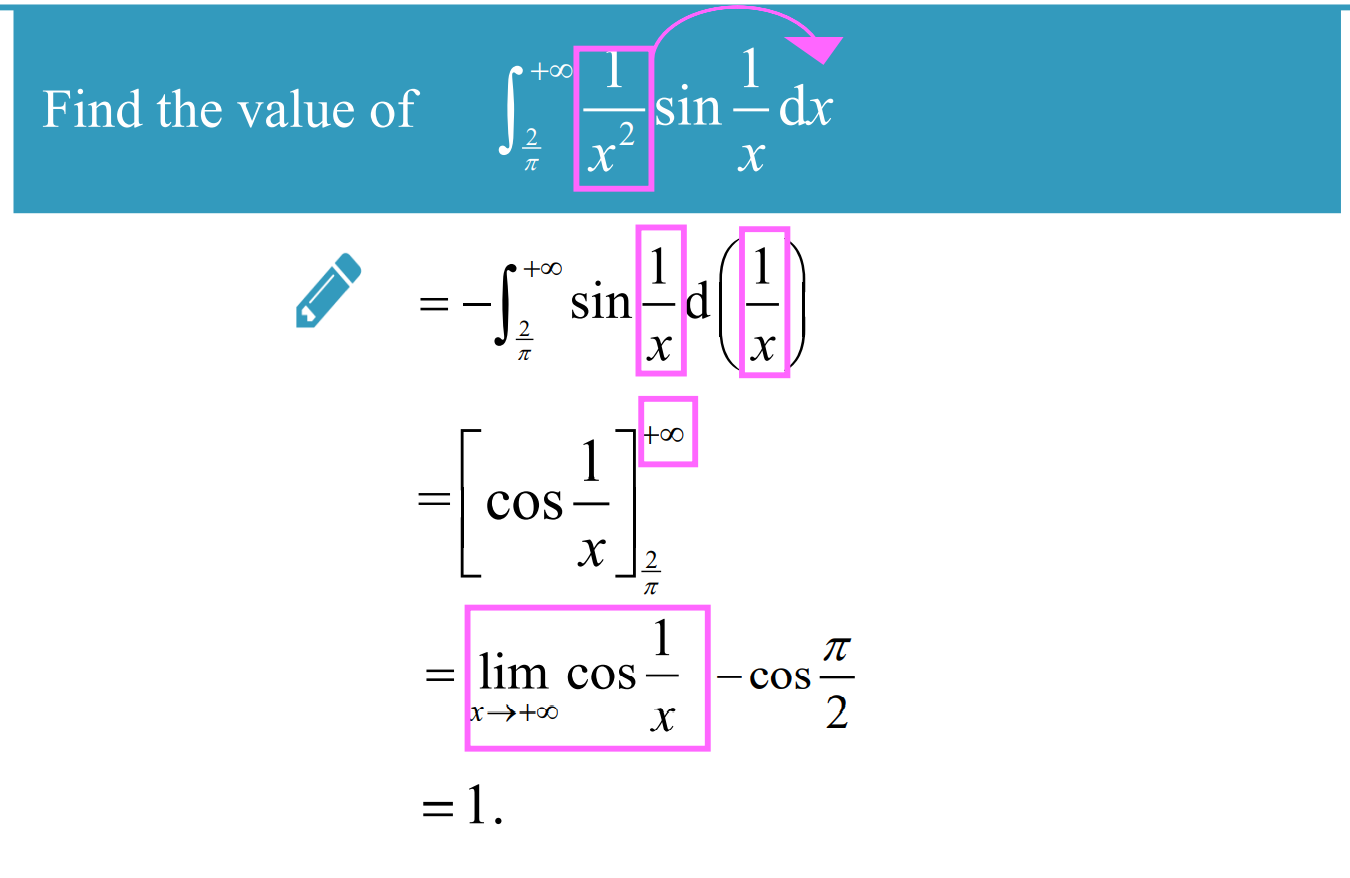 Find the value of $\int_{\frac{2}{\pi}}^{+\infty} \frac{1}{x^2} \sin \frac{1}{x} \mathrm{d}x$
$= -\int_{\frac{2}{\pi}}^{+\infty} \sin \frac{1}{x} \mathrm{d}\left(\frac{1}{x}\right)$
$= \left[ \cos \frac{1}{x} \right]_{\frac{2}{\pi}}^{+\infty}$
$= \lim_{x \to +\infty} \cos \frac{1}{x} - \cos \frac{\pi}{2}$
$= 1.$